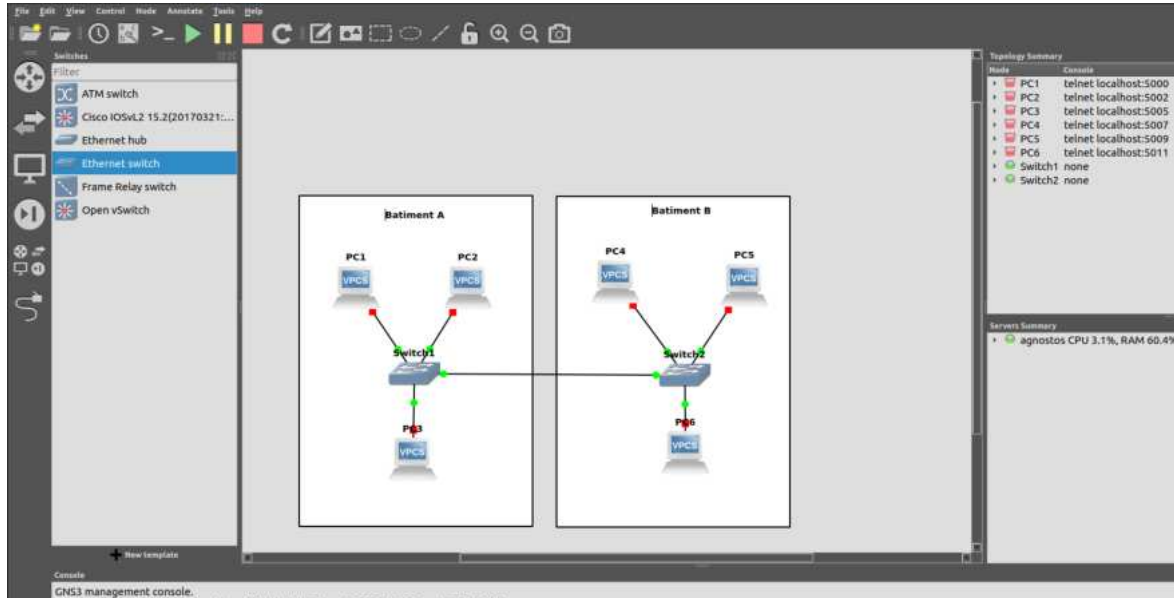 File Edit View Control Node Annotate Tools Help
Switches
Filter
ATM switch
Cisco IOSvL2 15.2(20170321:...
Ethernet hub
Ethernet switch
Frame Relay switch
Open vSwitch
New template
Batiment A
PC1
PC2
VPCS
VPCS
Switch1
PC3
VPCS
Batiment B
PC4
PC5
VPCS
VPCS
Switch2
PC6
VPCS
Topology Summary
Node Console
PC1 telnet localhost:5000
PC2 telnet localhost:5002
PC3 telnet localhost:5005
PC4 telnet localhost:5007
PC5 telnet localhost:5009
PC6 telnet localhost:5011
Switch1 none
Switch2 none
Servers Summary
agnostos CPU 3.1%, RAM 60.4%
Console
GNS3 management console.